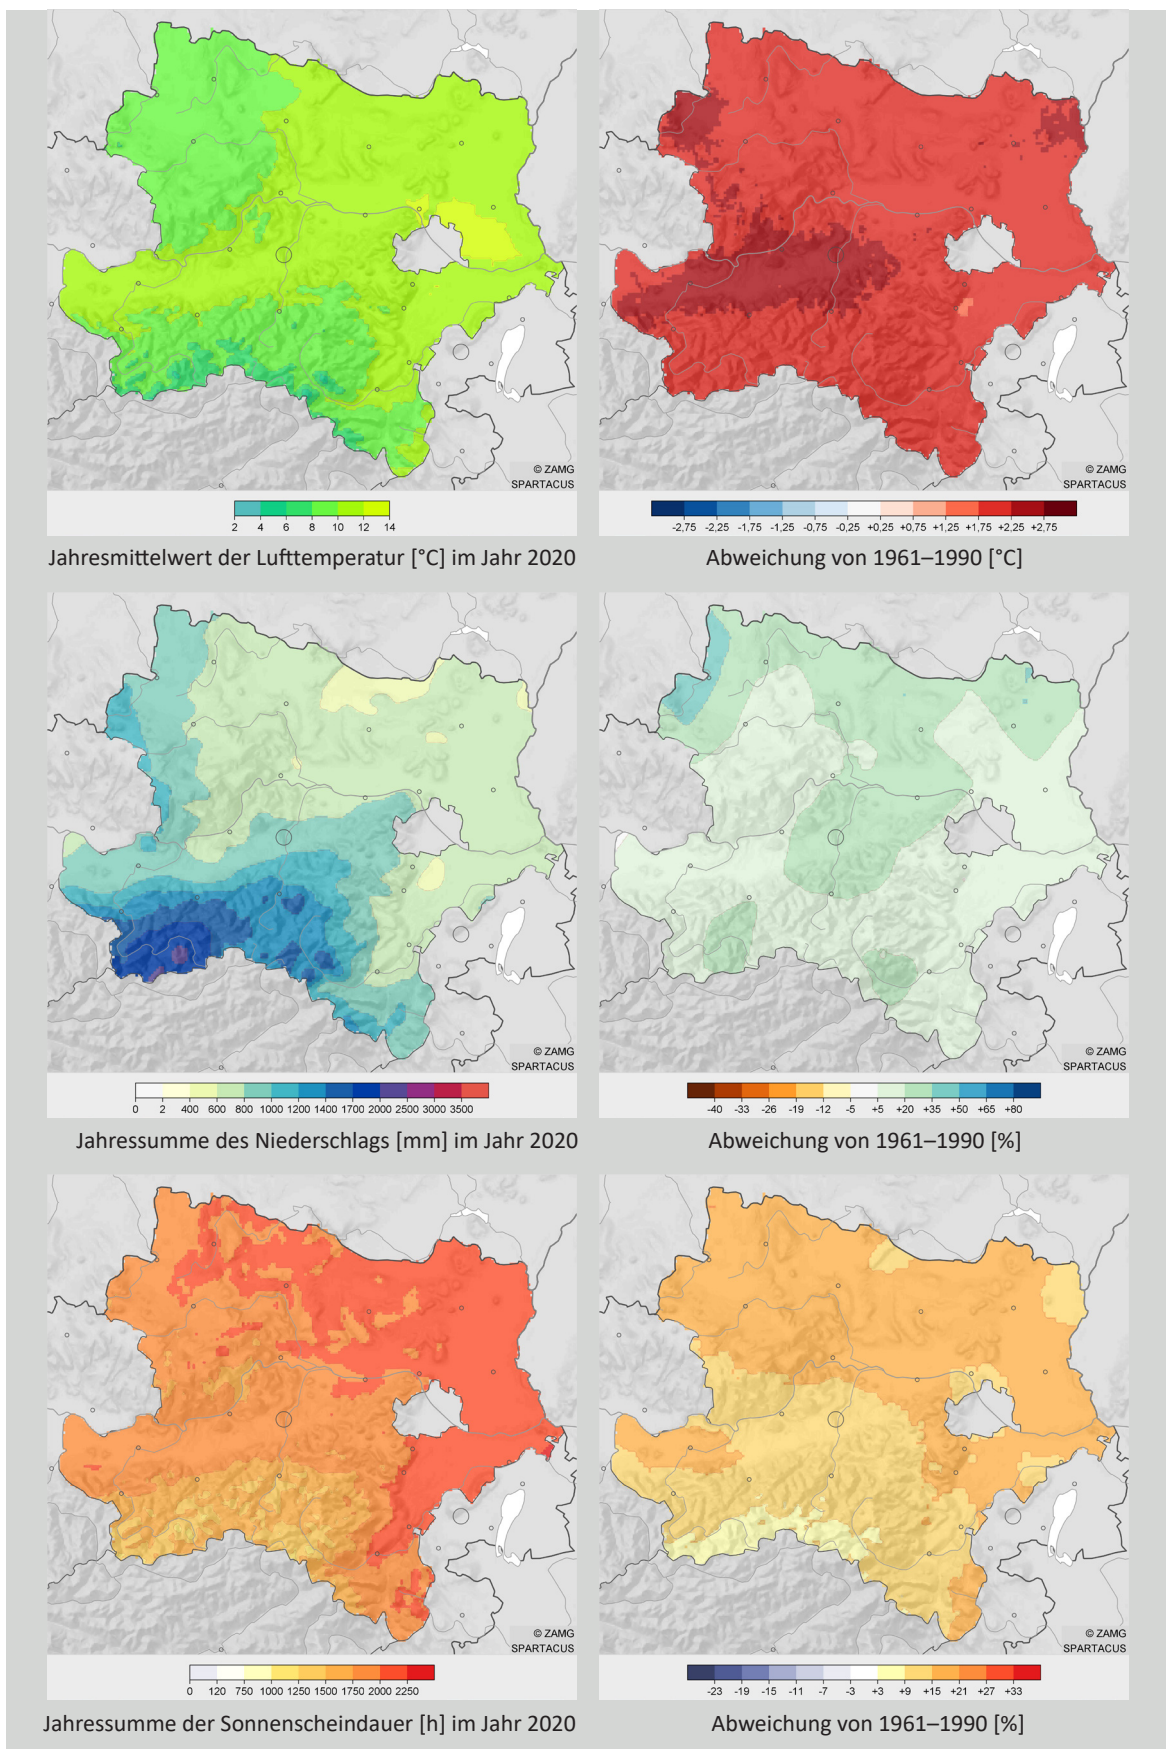 © ZAMG
SPARTACUS
© ZAMG
SPARTACUS
2 4 6 8 10 12 14
-2,75 -2,25 -1,75 -1,25 -0,75 -0,25 +0,25 +0,75 +1,25 +1,75 +2,25 +2,75
Jahresmittelwert der Lufttemperatur [°C] im Jahr 2020
Abweichung von 1961–1990 [°C]
© ZAMG
SPARTACUS
© ZAMG
SPARTACUS
0 2 400 600 800 1000 1200 1400 1700 2000 2500 3000 3500
-40 -33 -26 -19 -12 -5 +5 +20 +35 +50 +65 +80
Jahressumme des Niederschlags [mm] im Jahr 2020
Abweichung von 1961–1990 [%]
© ZAMG
SPARTACUS
© ZAMG
SPARTACUS
0 120 750 1000 1250 1500 1750 2000 2250
-23 -19 -15 -11 -7 -3 +3 +9 +15 +21 +27 +33
Jahressumme der Sonnenscheindauer [h] im Jahr 2020
Abweichung von 1961–1990 [%]